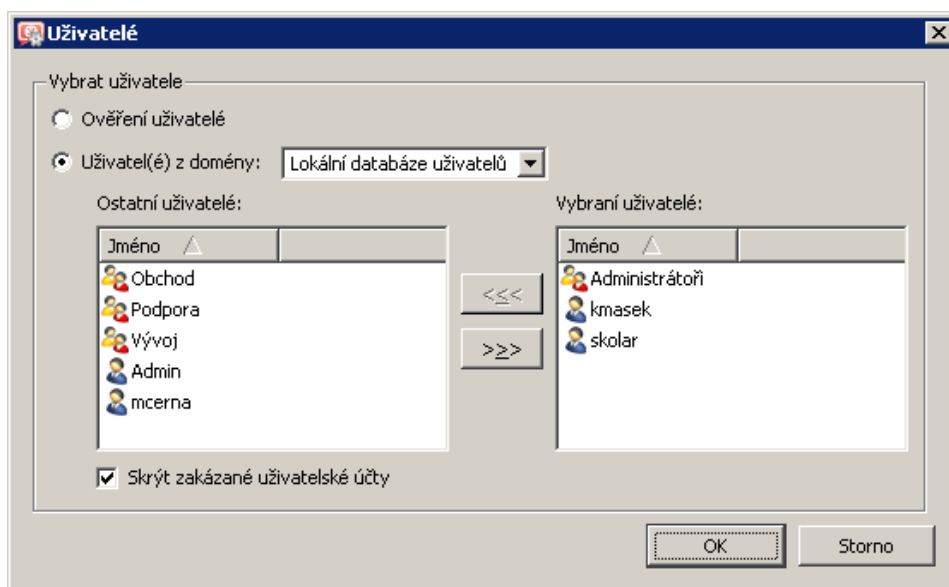 Uživatelé
Vybrat uživatele
Ověření uživatelé
Uživatel(é) z domény: Lokální databáze uživatelů
Ostatní uživatelé:
Jméno
Obchod
Podpora
Vývoj
Admin
mcerna
<<<
>>>
Vybraní uživatelé:
Jméno
Administrátoři
kmasek
skolar
Skrýt zakázané uživatelské účty
OK
Storno